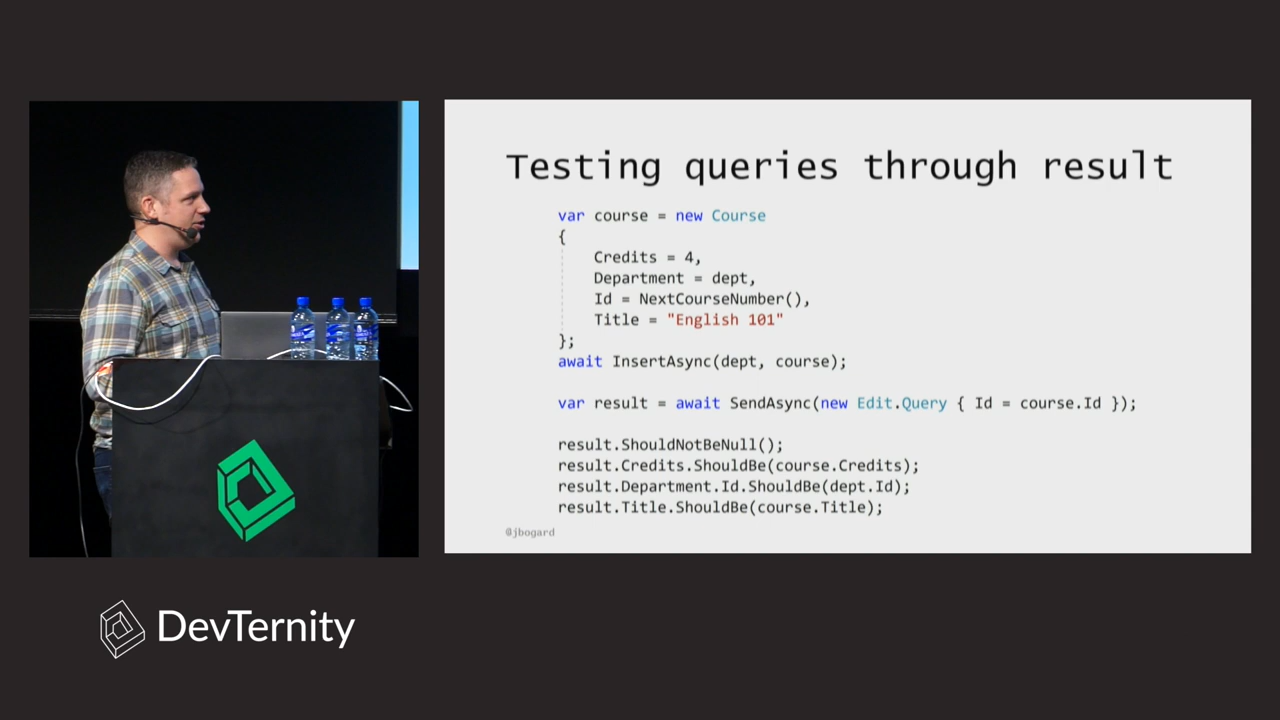 Testing queries through result
var course = new Course
{
    Credits = 4,
    Department = dept,
    Id = NextCourseNumber(),
    Title = "English 101"
};
await InsertAsync(dept, course);
var result = await SendAsync(new Edit.Query { Id = course.Id });
result.ShouldNotBeNull();
result.Credits.ShouldBe(course.Credits);
result.Department.Id.ShouldBe(dept.Id);
result.Title.ShouldBe(course.Title);
@jbogard
DevTernity